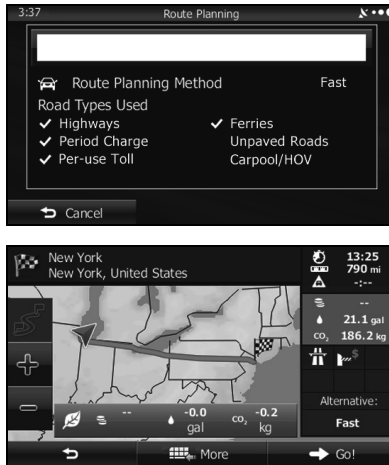 3:37
Route Planning
Route Planning Method Fast
Road Types Used
Highways
Ferries
Period Charge
Unpaved Roads
Per-use Toll
Carpool/HOV
Cancel
New York
New York, United States
13:25
790 mi
-:--
--
21.1 gal
CO₂ 186.2 kg
$
Alternative:
Fast
--
-0.0
gal
CO₂
-0.2
kg
More
Go!